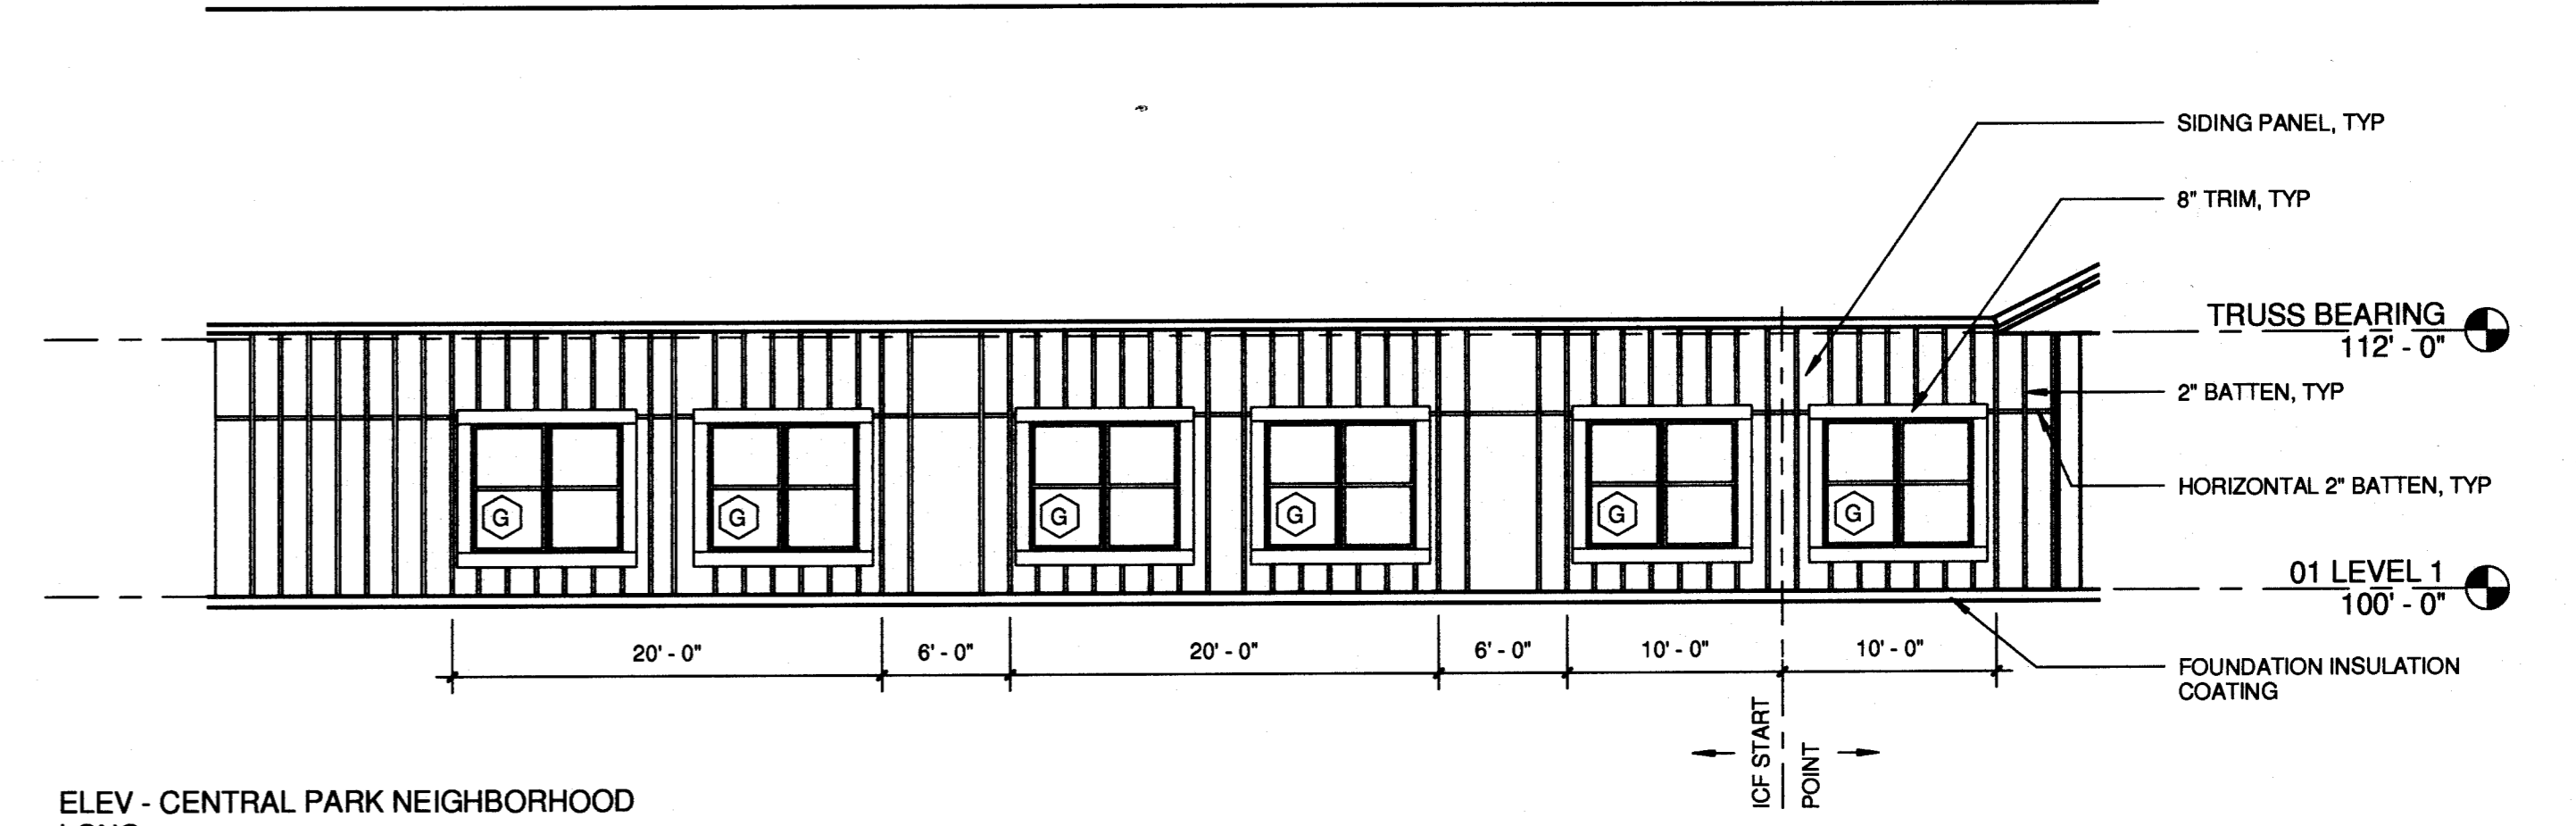 SIDING PANEL, TYP
8" TRIM, TYP
TRUSS BEARING
112' - 0"
2" BATTEN, TYP
HORIZONTAL 2" BATTEN, TYP
G
G
G
G
G
G
01 LEVEL 1
100' - 0"
20' - 0"
6' - 0"
20' - 0"
6' - 0"
10' - 0"
10' - 0"
FOUNDATION INSULATION
COATING
ICF START
POINT
ELEV - CENTRAL PARK NEIGHBORHOOD